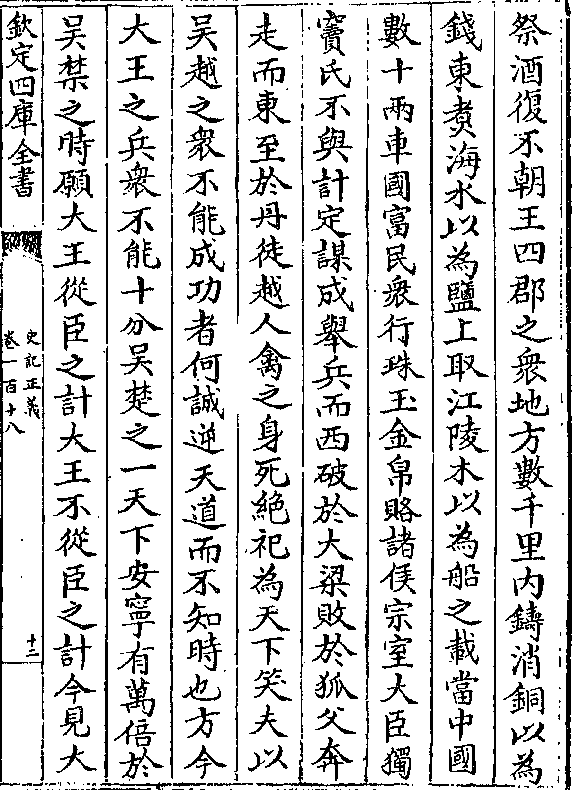 祭酒復不朝王四郡之衆地方數千里内鑄消銅以為
錢東煮海水以為鹽上取江陵木以為船之載當中國
數十兩車國富民衆行珠玉金帛賂諸侯宗室大臣獨
竇氏不與計定謀成舉兵而西破於大梁敗於狐父奔
走而東至於丹徒越人禽之身死絶祀為天下笑夫以
吳越之衆不能成功者何誠逆天道而不知時也方今
大王之兵衆不能十分吳楚之一天下安寧有萬倍於
吳楚之時願大王從臣之計大王不從臣之計今見大
欽定四庫全書
史記正義
卷一百十八
十二